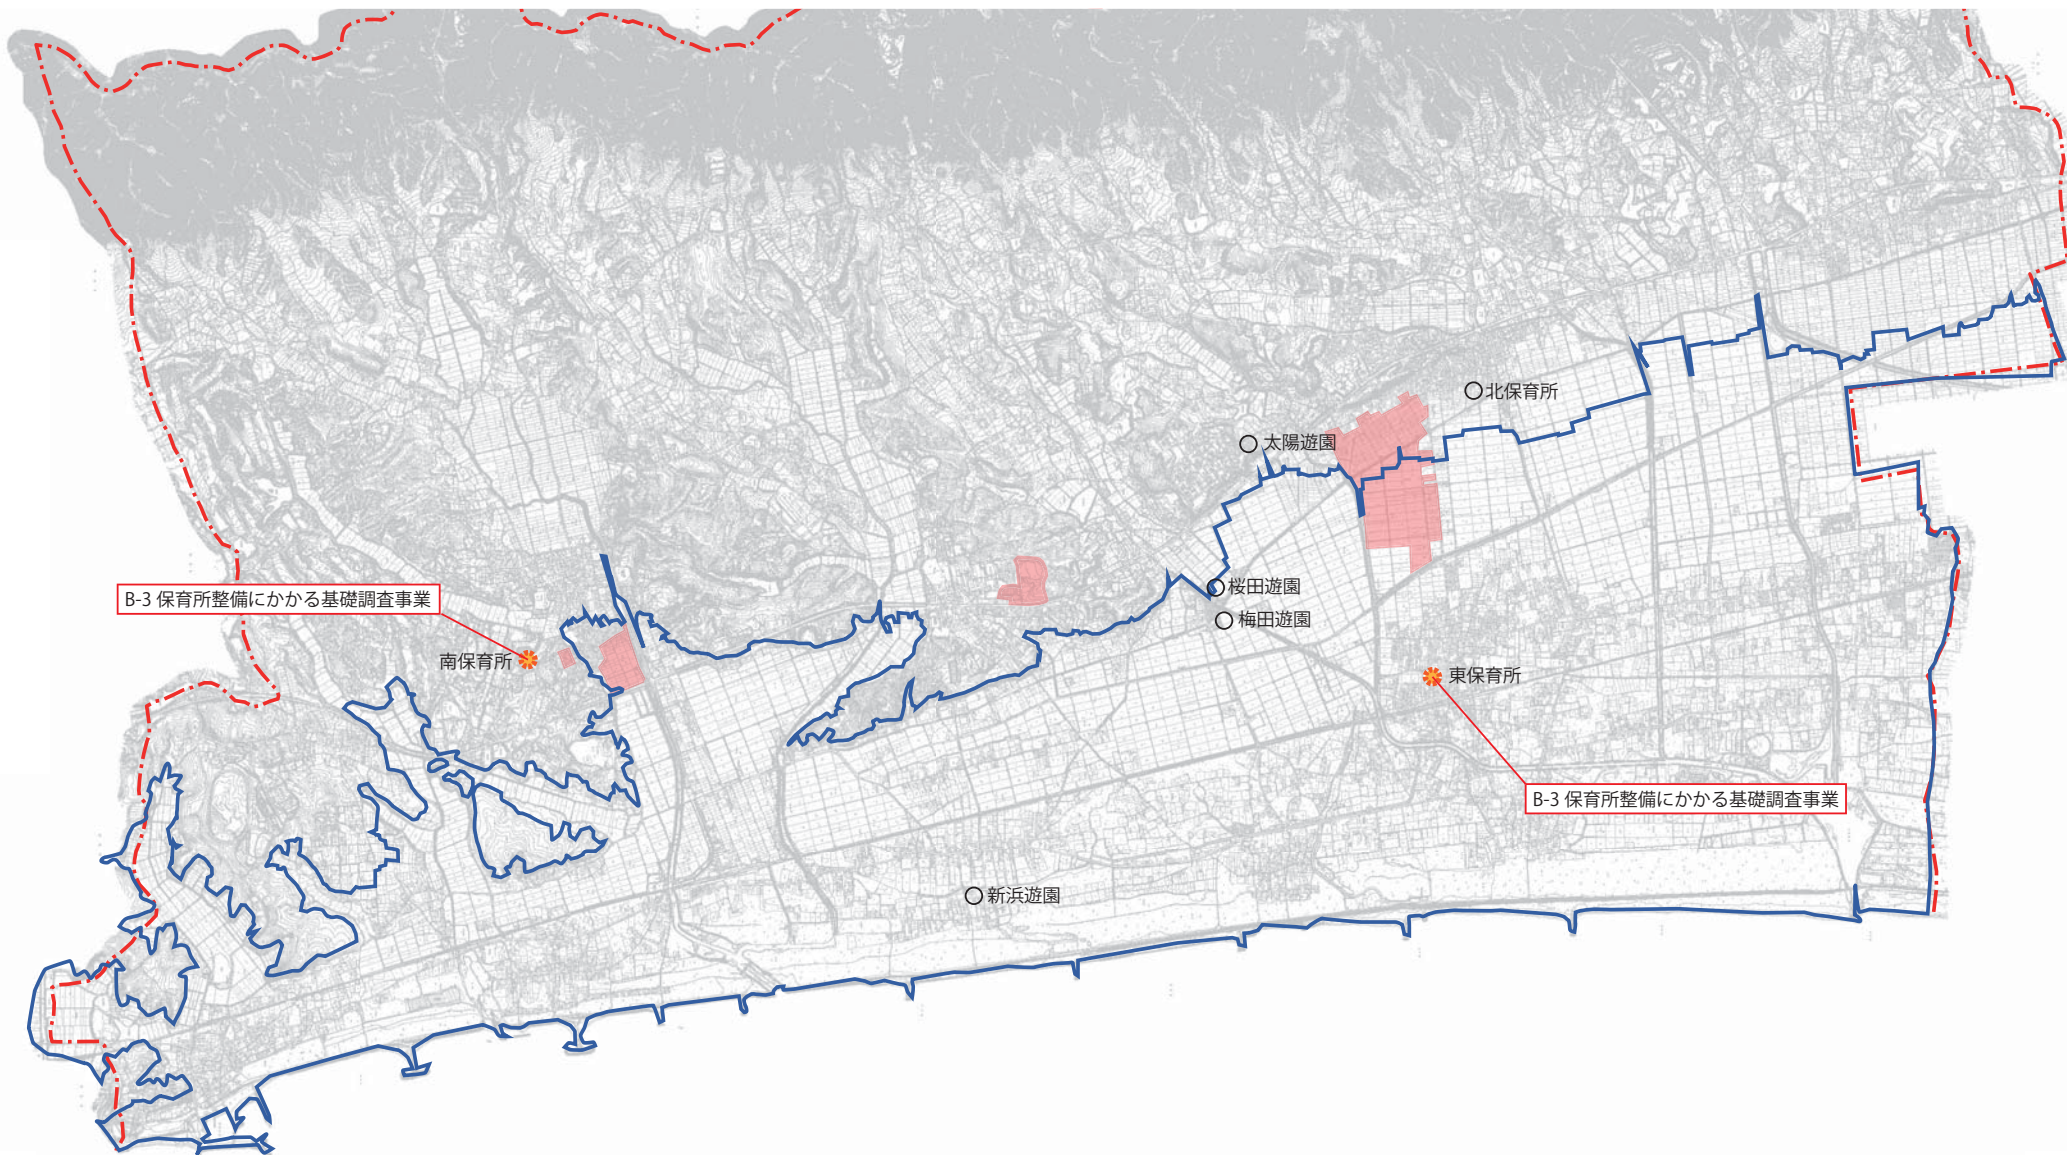 北保育所
太陽遊園
桜田遊園
B-3 保育所整備にかかる基礎調査事業
梅田遊園
南保育所
東保育所
B-3 保育所整備にかかる基礎調査事業
新浜遊園